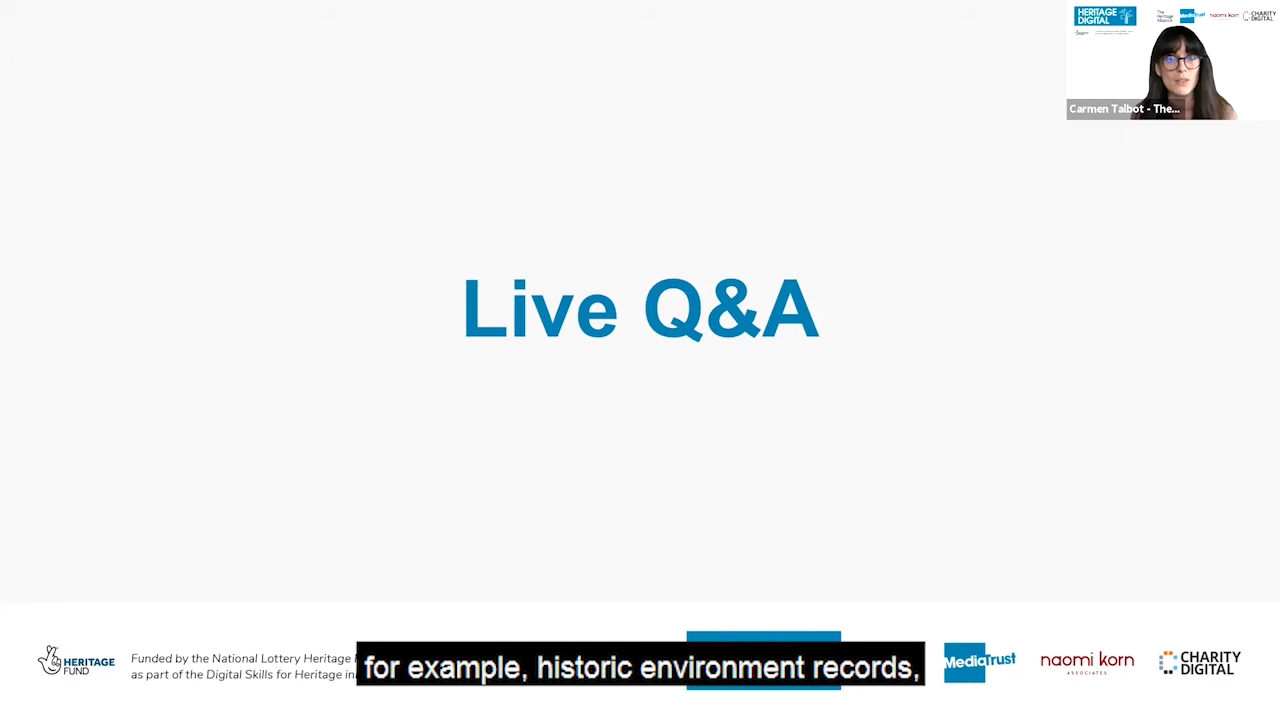 HERITAGE
DIGITAL
The
Heritage
Alliance
MediaTrust
naomi korn
CHARITY
DIGITAL
Carmen Talbot - The...
Live Q&A
HERITAGE
FUND
Funded by the National Lottery Heritage
as part of the Digital Skills for Heritage
for example, historic environment records,
MediaTrust
naomi korn
ASSOCIATES
CHARITY
DIGITAL